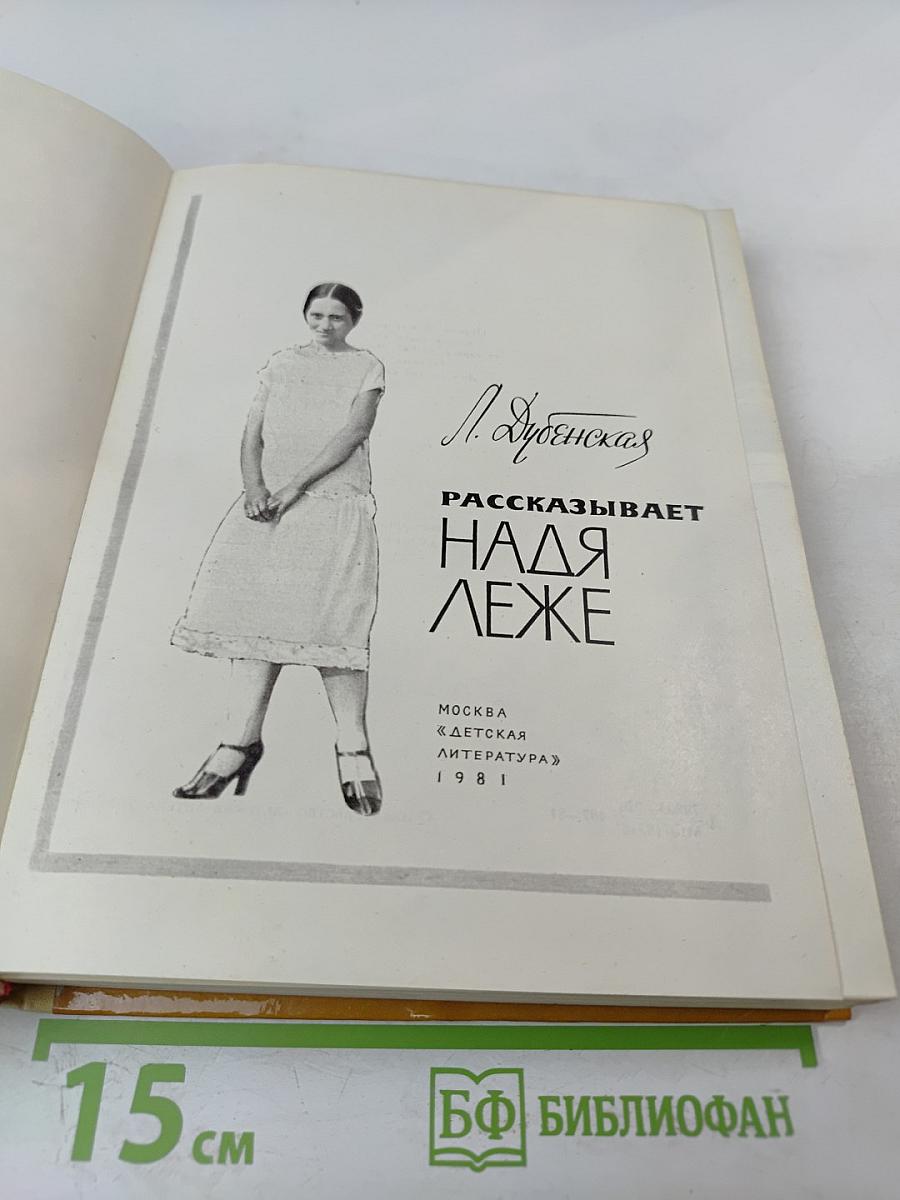 Л. Дубенская
РАССКАЗЫВАЕТ
НАДЯ
ЛЕЖЕ
МОСКВА
«ДЕТСКАЯ
ЛИТЕРАТУРА»
1981
15 см
БФ БИБЛИОФАН